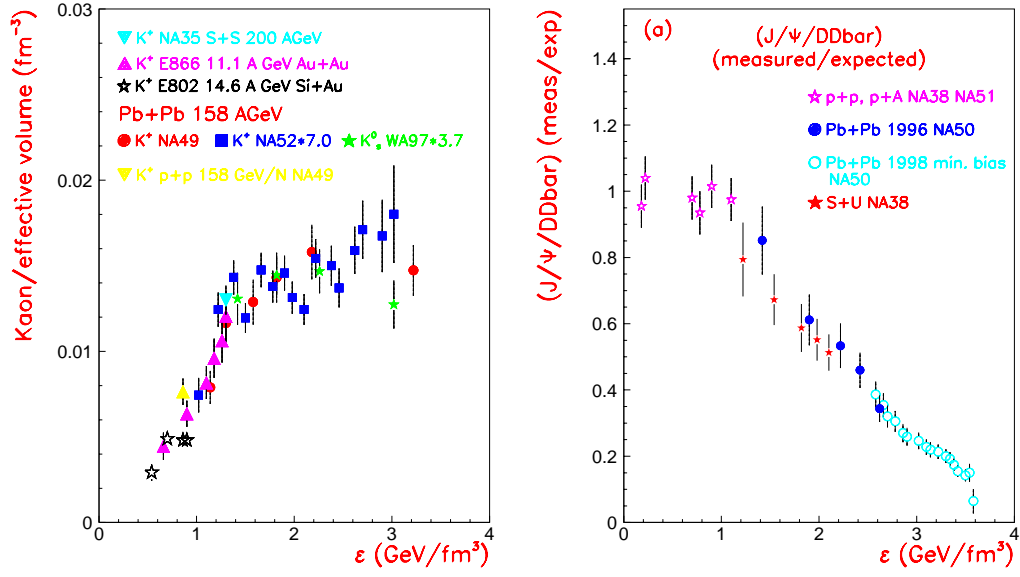 Kaon/effective volume (fm⁻³)
0.03
0.02
0.01
0
K⁺ NA35 S+S 200 AGeV
K⁺ E866 11.1 A GeV Au+Au
K⁺ E802 14.6 A GeV Si+Au
Pb+Pb 158 AGeV
K⁺ NA49 K⁺ NA52*7.0 K⁰ₛ WA97*3.7
K⁺ p+p 158 GeV/N NA49
0 1 2 3 4
ε (GeV/fm³)
(J/Ψ/DDbar) (meas/exp)
1.4
1.2
1
0.8
0.6
0.4
0.2
0
(a)
(J/Ψ/DDbar)
(measured/expected)
p+p, p+A NA38 NA51
Pb+Pb 1996 NA50
Pb+Pb 1998 min. bias
NA50
S+U NA38
0 1 2 3 4
ε (GeV/fm³)